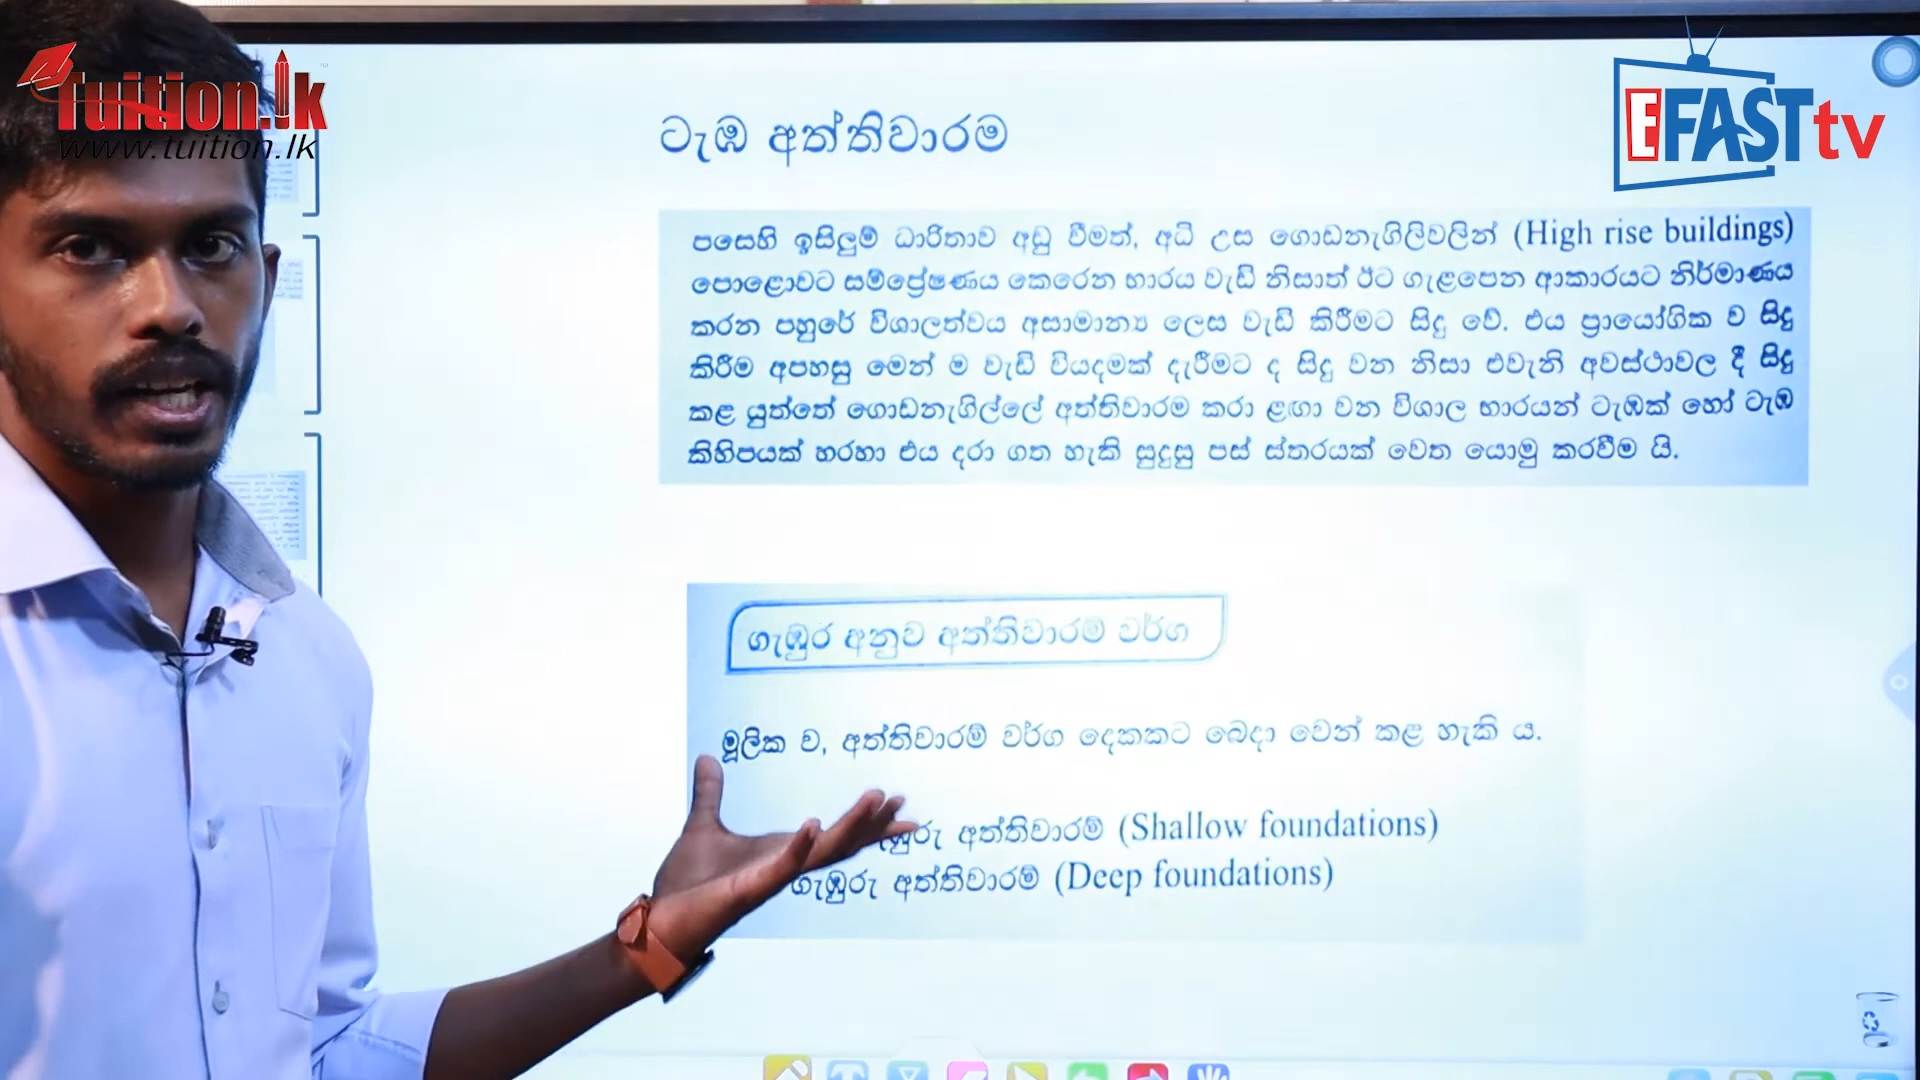 Tuition.lk
www.tuition.lk
EFAST tv
ටැඹ අත්තිවාරම
පසෙහි ඉසිලුම් ධාරිතාව අඩු වීමත්, අධි උස ගොඩනැගිලිවලින් (High rise buildings)
පොළොවට සම්ප්‍රේෂණය කෙරෙන භාරය වැඩි නිසාත් ඊට ගැළපෙන ආකාරයට නිර්මාණය
කරන පහුරේ විශාලත්වය අසාමාන්‍ය ලෙස වැඩි කිරීමට සිදු වේ. එය ප්‍රායෝගික ව සිදු
කිරීම අපහසු මෙන් ම වැඩි වියදමක් දැරීමට ද සිදු වන නිසා එවැනි අවස්ථාවල දී සිදු
කළ යුත්තේ ගොඩනැගිල්ලේ අත්තිවාරම කරා ළඟා වන විශාල භාරයන් ටැඹක් හෝ ටැඹ
කිහිපයක් හරහා එය දරා ගත හැකි සුදුසු පස් ස්තරයක් වෙත යොමු කරවීම යි.
ගැඹුර අනුව අත්තිවාරම් වර්ග
මූලික ව, අත්තිවාරම් වර්ග දෙකකට බෙදා වෙන් කළ හැකි ය.
අත්තිවාරම් (Shallow foundations)
ගැඹුරු අත්තිවාරම් (Deep foundations)